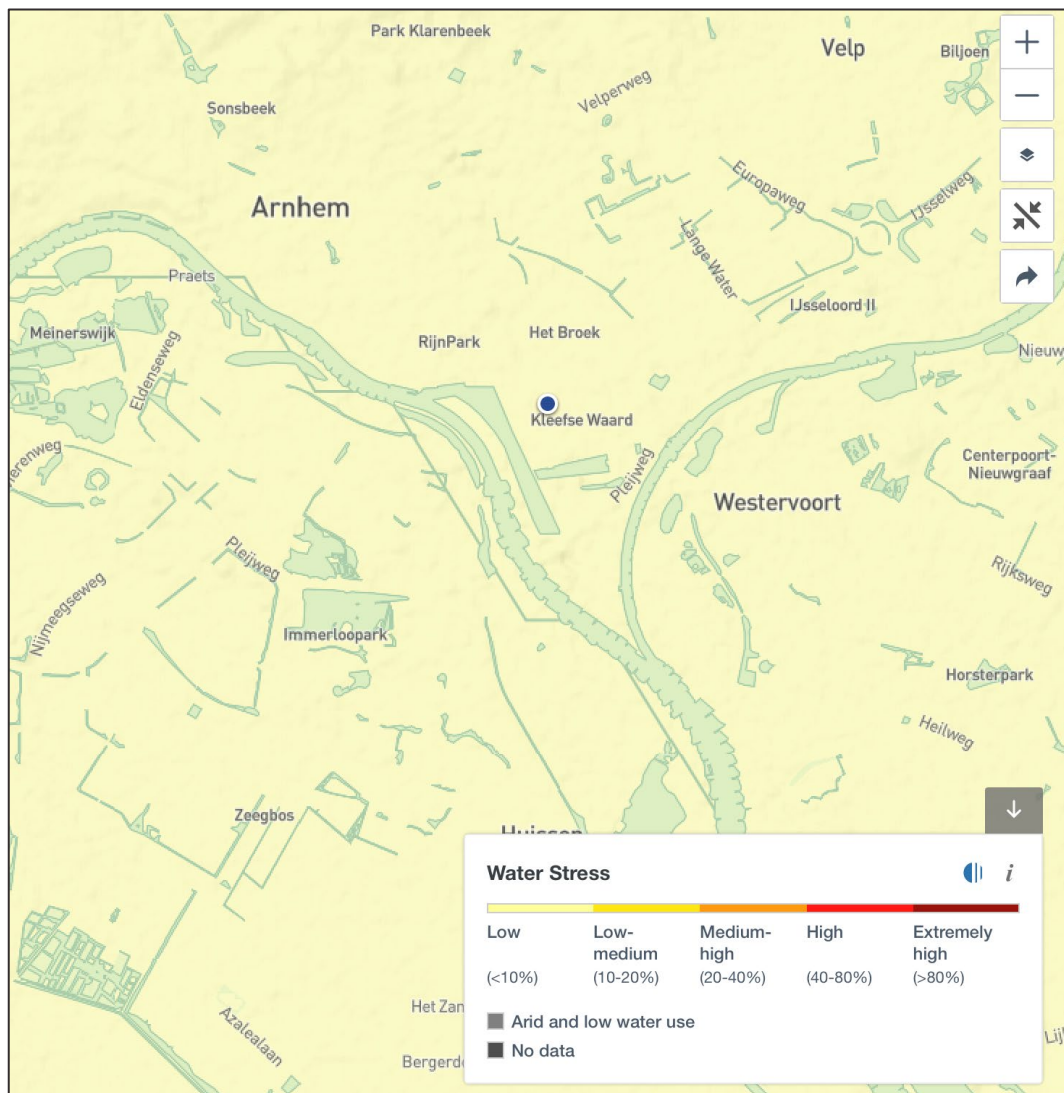 Park Klarenbeek
Velp
Biljoen
Velperweg
Sonsbeek
Europaweg
IJsselweg
Arnhem
Lange Water
Praets
IJsseloord II
Meinerswijk
Het Broek
RijnPark
Eldenseweg
Nieuw
Kleefse Waard
erenweg
Centerpoort-
Nieuwgraaf
Pleijweg
Westervoort
Pleijweg
Rijksweg
Nijmeegseweg
Immerloopark
Horsterpark
Heilweg
Zeegbos
Huissen
Water Stress
i
Low
Low-
medium
Medium-
high
High
Extremely
high
(<10%)
(10-20%)
(20-40%)
(40-80%)
(>80%)
Het Zan
Arid and low water use
Azalealaan
No data
Bergerd